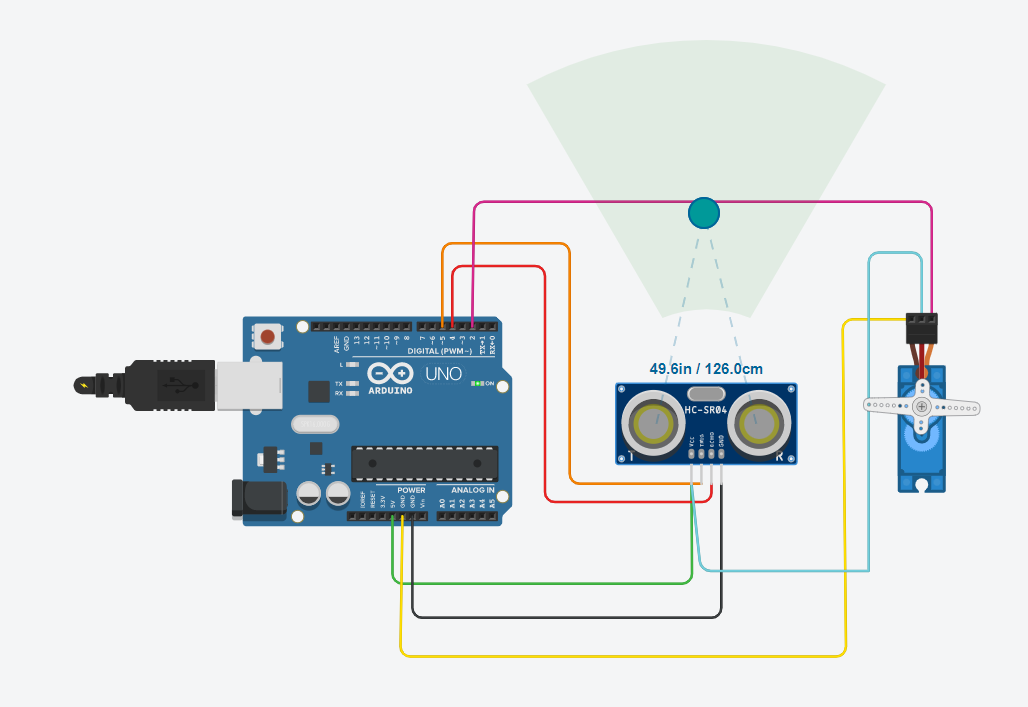 49.6in / 126.0cm
HC-SR04
VCC
TRIG
ECHO
GND
T
R
AREF
GND
13
12
~11
~10
~9
8
7
~6
~5
4
~3
2
TX→1
RX←0
DIGITAL (PWM~)
L
TX
RX
ARDUINO
UNO
ON
POWER
ANALOG IN
IOREF
RESET
3.3V
5V
GND
GND
Vin
A0
A1
A2
A3
A4
A5